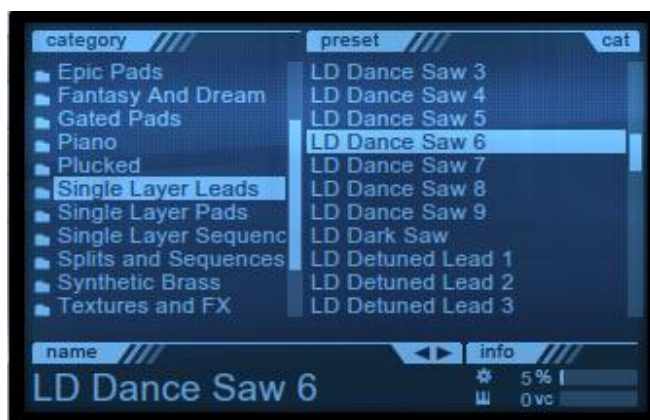 category
preset
cat
Epic Pads
Fantasy And Dream
Gated Pads
Piano
Plucked
Single Layer Leads
Single Layer Pads
Single Layer Sequenc
Splits and Sequences
Synthetic Brass
Textures and FX
LD Dance Saw 3
LD Dance Saw 4
LD Dance Saw 5
LD Dance Saw 6
LD Dance Saw 7
LD Dance Saw 8
LD Dance Saw 9
LD Dark Saw
LD Detuned Lead 1
LD Detuned Lead 2
LD Detuned Lead 3
name
LD Dance Saw 6
info
5 %
0 vc